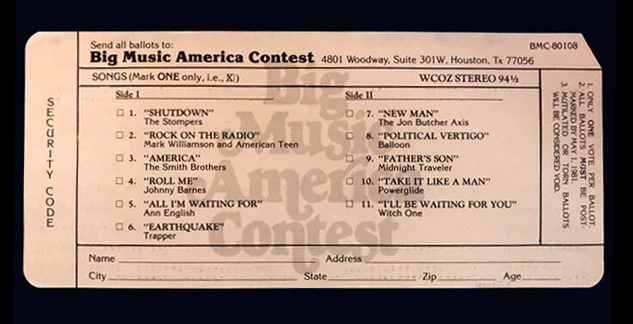 Send all ballots to:
BMC-80108
Big Music America Contest 4801 Woodway, Suite 301W, Houston, Tx 77056
SONGS (Mark ONE only, i.e., X)
WCOZ STEREO 94½
Side I
1. "SHUTDOWN"
The Stompers
2. "ROCK ON THE RADIO"
Mark Williamson and American Teen
3. "AMERICA"
The Smith Brothers
4. "ROLL ME"
Johnny Barnes
5. "ALL I'M WAITING FOR"
Ann English
6. "EARTHQUAKE"
Trapper
Side II
7. "NEW MAN"
The Jon Butcher Axis
8. "POLITICAL VERTIGO"
Balloon
9. "FATHER'S SON"
Midnight Traveler
10. "TAKE IT LIKE A MAN"
Powerglide
11. "I'LL BE WAITING FOR YOU"
Witch One
Big
Music
America
Contest
Name Address
City State Zip Age
SECURITY CODE
1. ONLY ONE VOTE PER BALLOT.
2. ALL BALLOTS MUST BE POST-
MARKED BY MAY 1, 1981.
3. MUTILATED OR TORN BALLOTS
WILL BE CONSIDERED VOID.